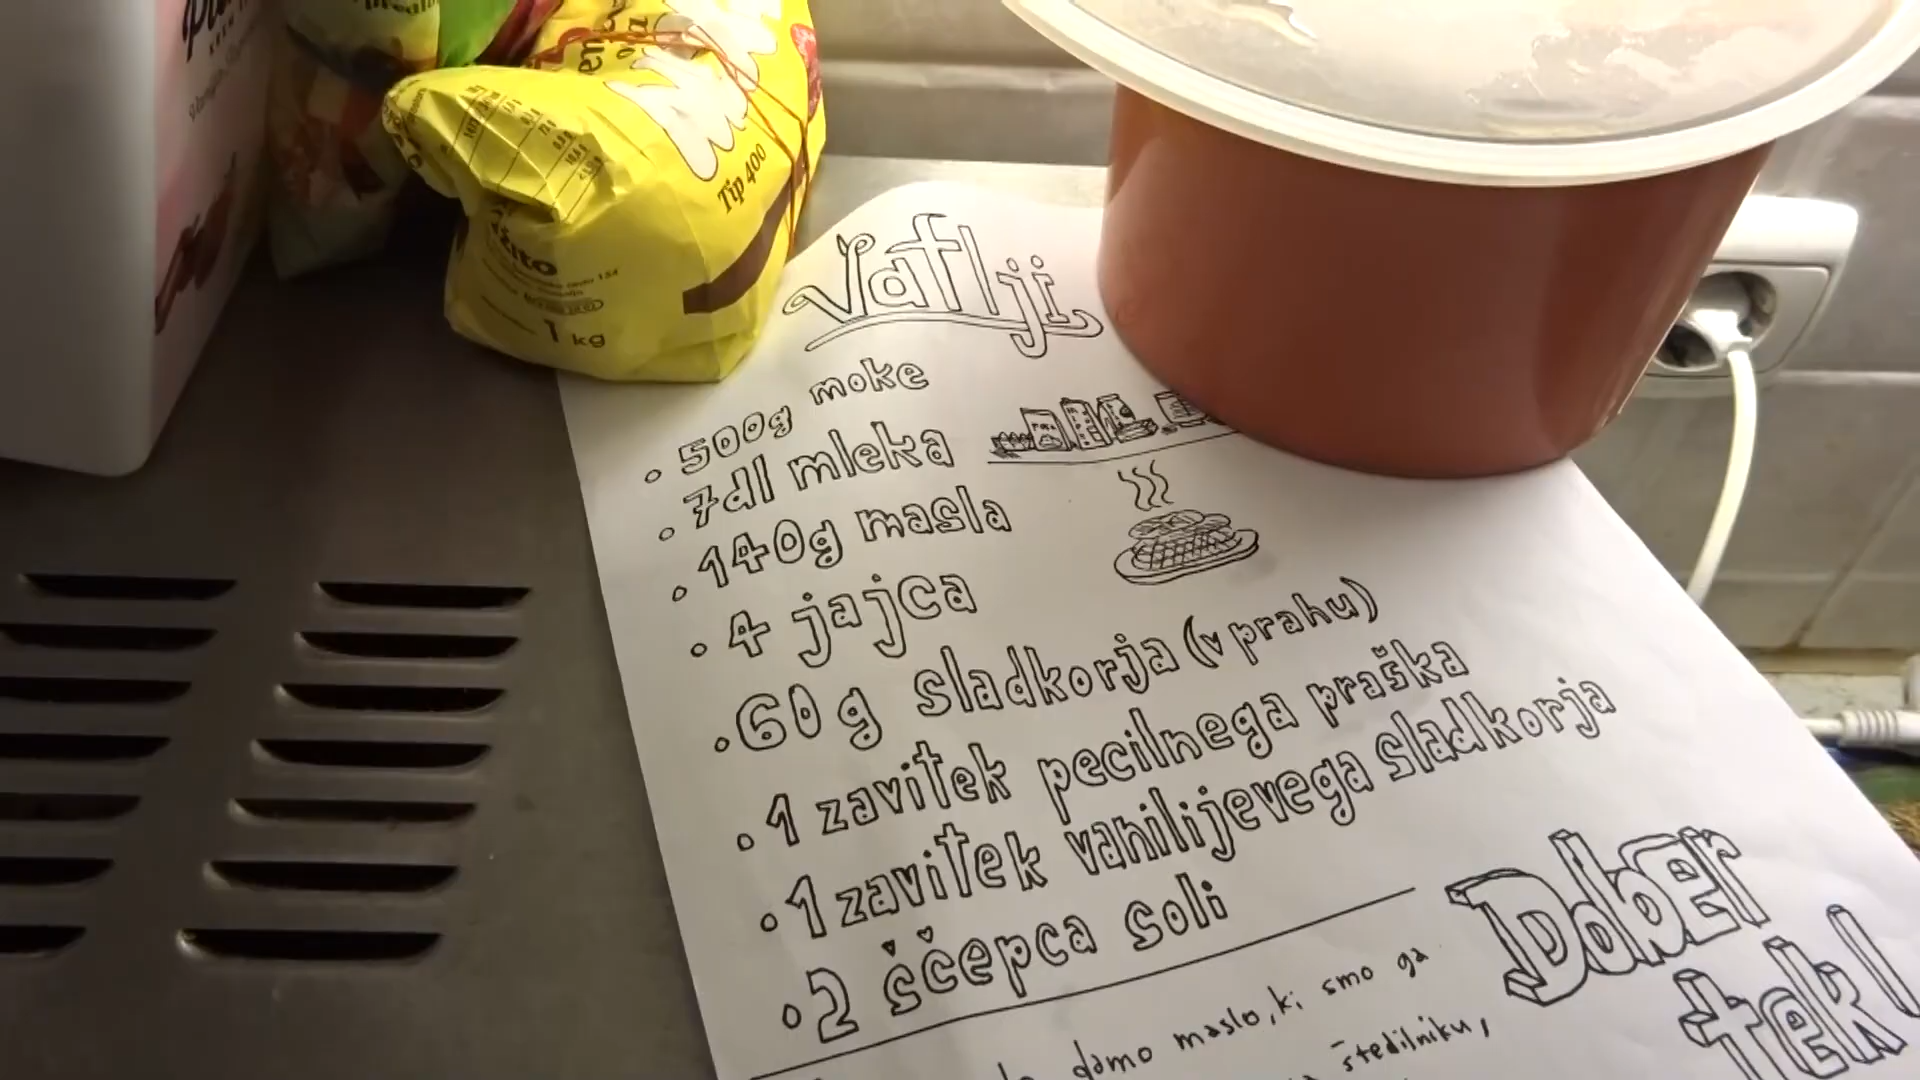 Tip 400
1 kg
Vaflji
• 500g moke
• 7dl mleka
• 140g masla
• 4 jajca
• 60g sladkorja (v prahu)
• 1 zavitek pecilnega praška
• 1 zavitek vanilijevega sladkorja
• 2 ščepca soli
Dober
tek!
damo maslo, ki smo ga
štedilniku,